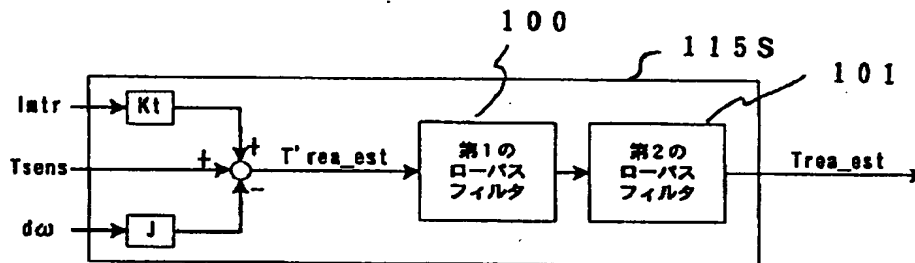 100
115S
101
Imtr
Kt
Tsens
+
+
-
T'rea_est
第1の
ローパス
フィルタ
第2の
ローパス
フィルタ
Trea_est
dω
J